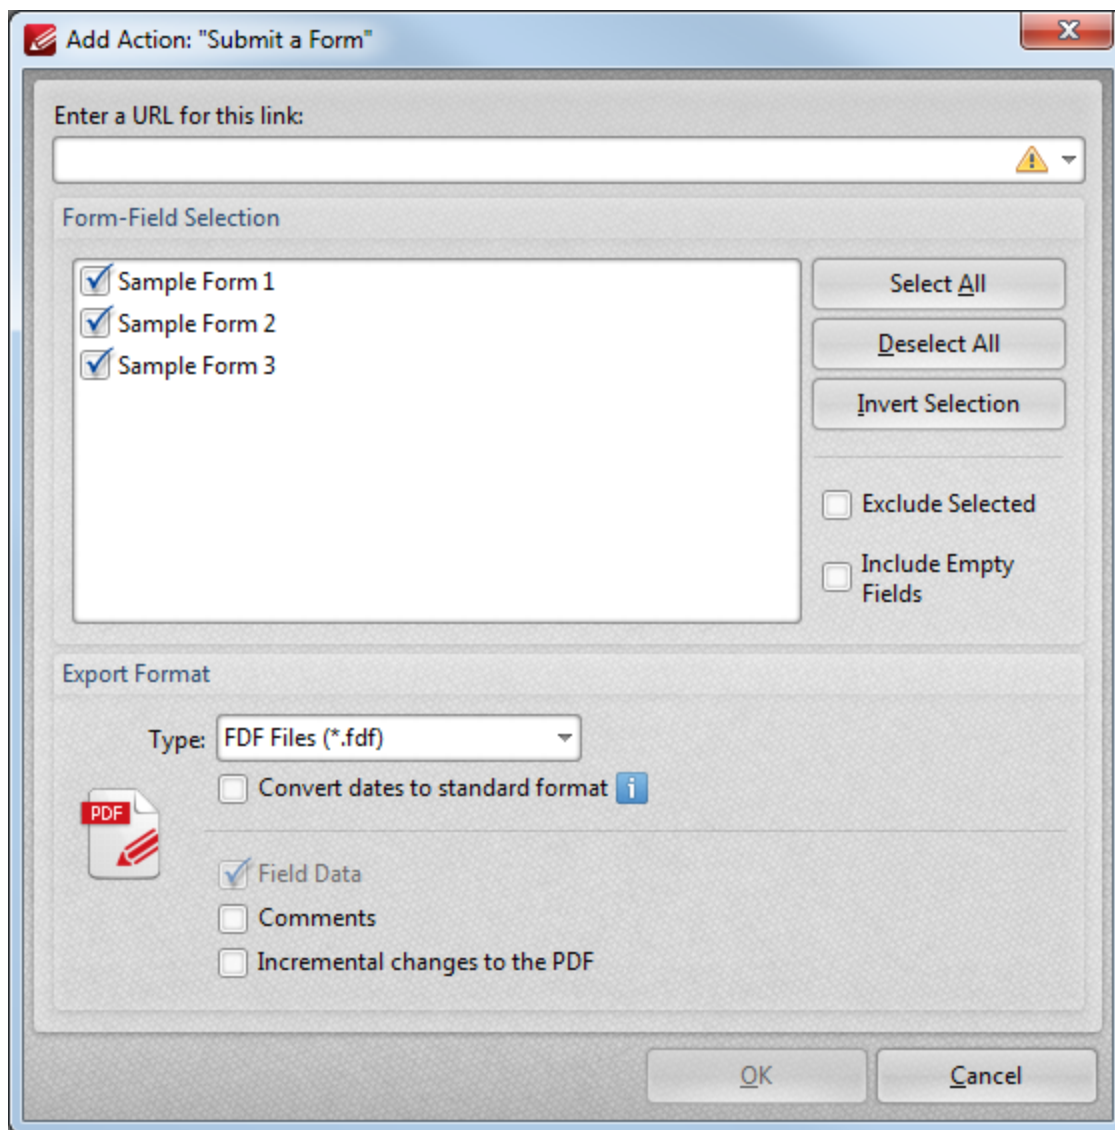 Add Action: "Submit a Form"
Enter a URL for this link:
Form-Field Selection
Sample Form 1
Sample Form 2
Sample Form 3
Select All
Deselect All
Invert Selection
Exclude Selected
Include Empty
Fields
Export Format
Type: FDF Files (*.fdf)
Convert dates to standard format
PDF
Field Data
Comments
Incremental changes to the PDF
OK
Cancel